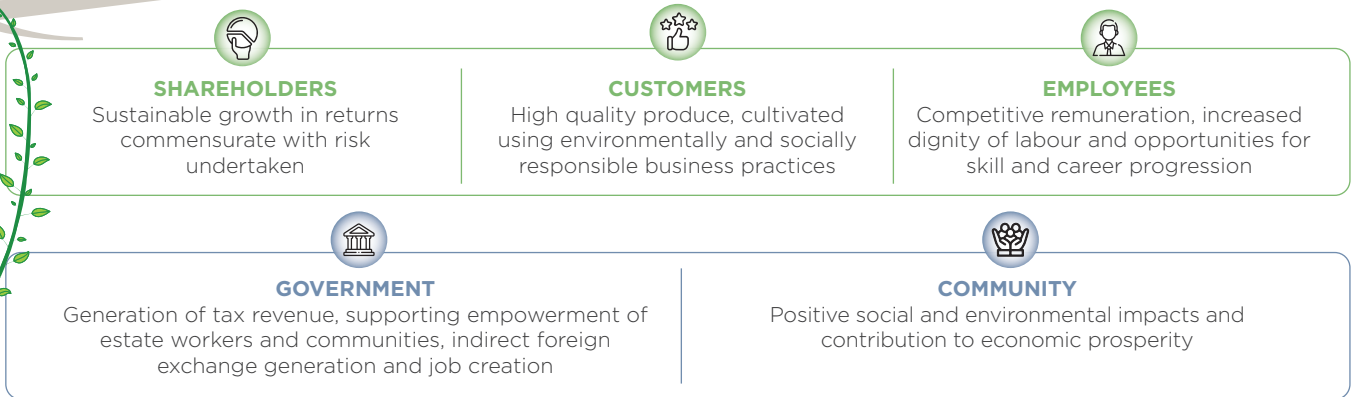 SHAREHOLDERS
Sustainable growth in returns
commensurate with risk
undertaken
CUSTOMERS
High quality produce, cultivated
using environmentally and socially
responsible business practices
EMPLOYEES
Competitive remuneration, increased
dignity of labour and opportunities for
skill and career progression
GOVERNMENT
Generation of tax revenue, supporting empowerment of
estate workers and communities, indirect foreign
exchange generation and job creation
COMMUNITY
Positive social and environmental impacts and
contribution to economic prosperity